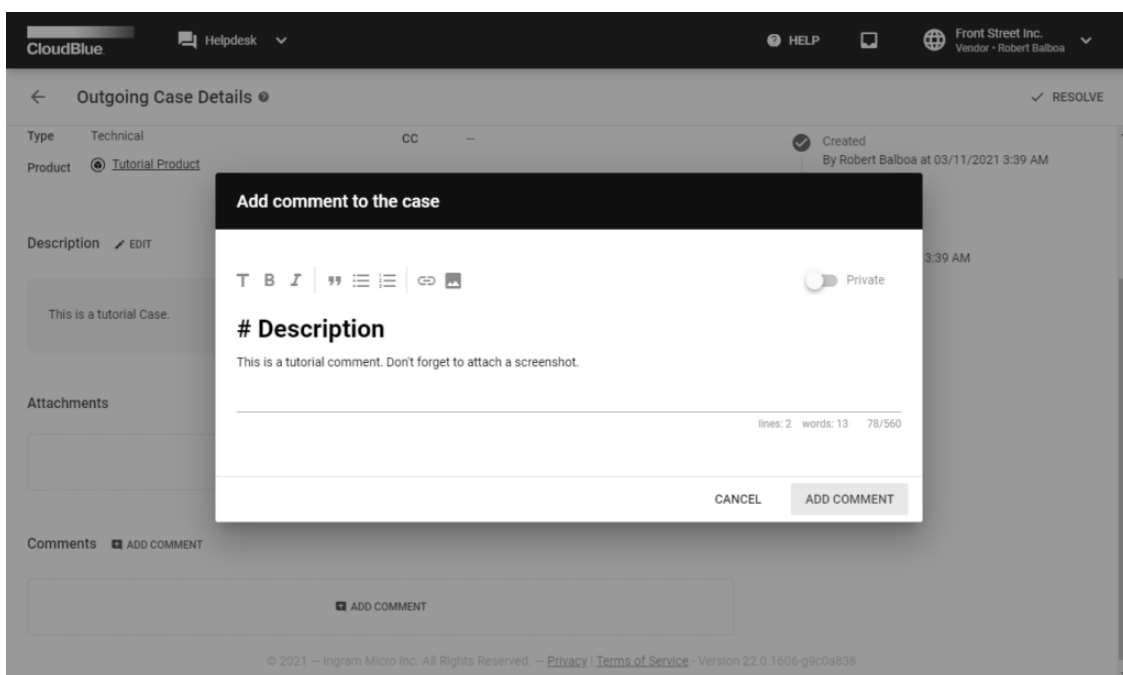 CloudBlue
Helpdesk
HELP
Front Street Inc.
Vendor • Robert Balboa
Outgoing Case Details
RESOLVE
Type Technical CC —
Created
By Robert Balboa at 03/11/2021 3:39 AM
Product Tutorial Product
Add comment to the case
Description EDIT
3:39 AM
T B I
Private
This is a tutorial Case.
# Description
This is a tutorial comment. Don't forget to attach a screenshot.
Attachments
lines: 2 words: 13 78/560
CANCEL ADD COMMENT
Comments ADD COMMENT
ADD COMMENT
© 2021 — Ingram Micro Inc. All Rights Reserved. — Privacy | Terms of Service - Version 22.0.1606-g9c0a838